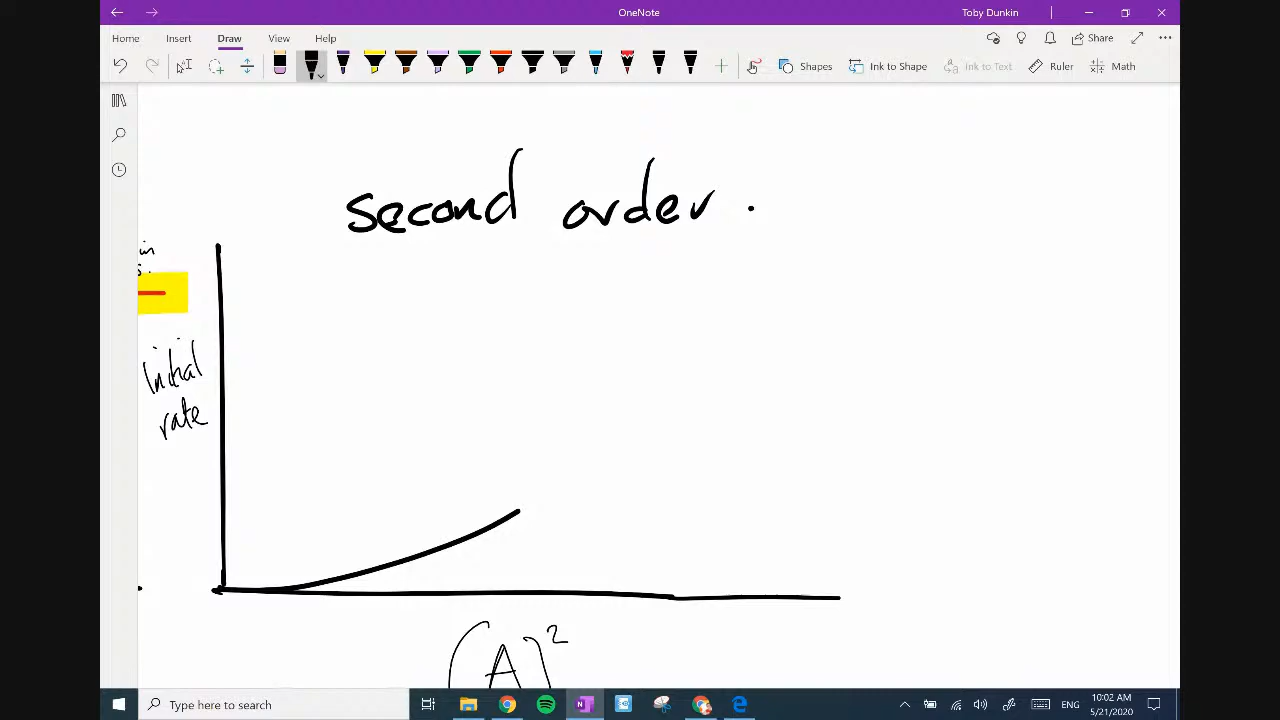 OneNote
Toby Dunkin
Home Insert Draw View Help
Share
Shapes Ink to Shape Ink to Text Ruler Math
second order.
in
s.
Initial
rate
(A)²
Type here to search
ENG
10:02 AM
5/21/2020